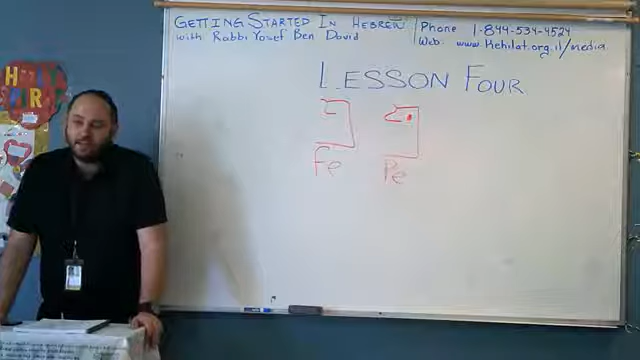 Getting Started In Hebrew
with Rabbi Yosef Ben David
Phone 1-844-534-4524
Web: www.Kehilat.org.il/media
Lesson Four
פ פּ
Fe Pe